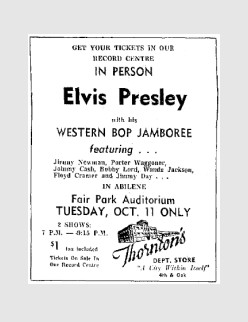 GET YOUR TICKETS IN OUR
RECORD CENTRE
IN PERSON
Elvis Presley
with his
WESTERN BOP JAMBOREE
featuring . . .
Jimmy Newman, Porter Waggoner,
Johnny Cash, Bobby Lord, Wanda Jackson,
Floyd Cramer and Jimmy Day . . .
IN ABILENE
Fair Park Auditorium
TUESDAY, OCT. 11 ONLY
2 SHOWS:
7 P.M. — 8:15 P.M.
$1 Tax Included
Tickets On Sale In
Our Record Centre
Thornton's
DEPT. STORE
"A City Within Itself"
4th & Oak